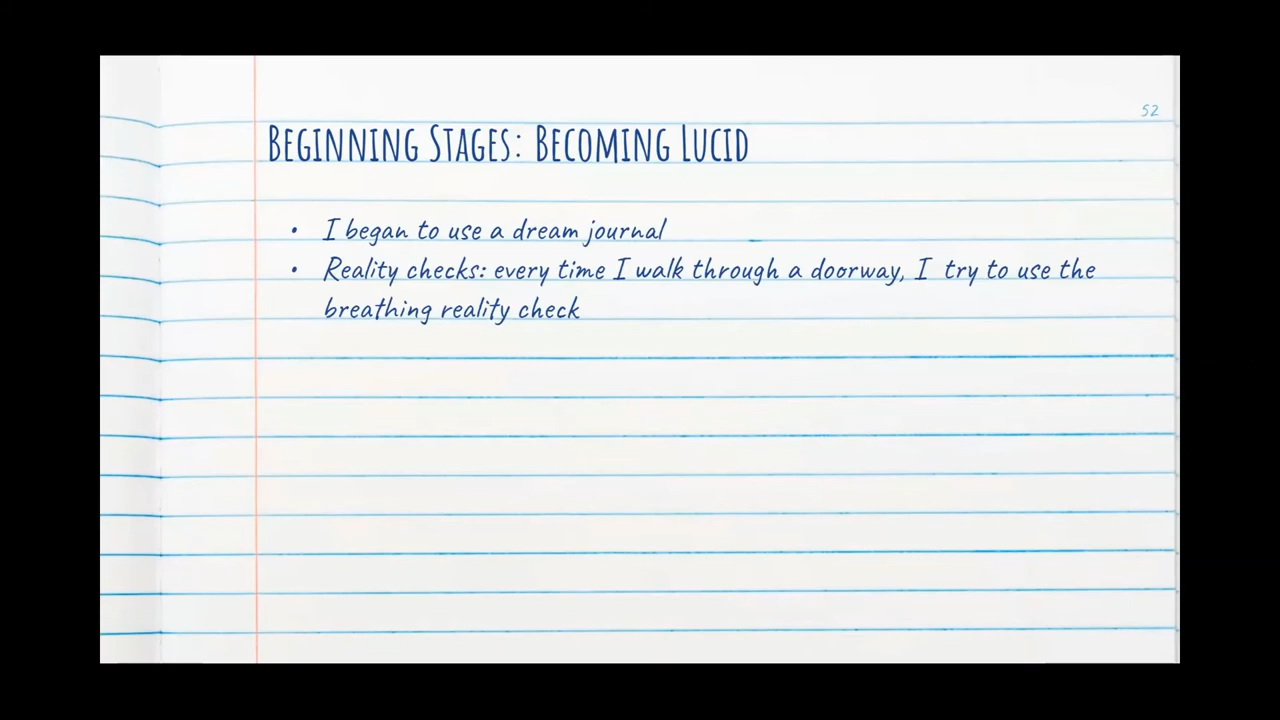 52
BEGINNING STAGES: BECOMING LUCID
• I began to use a dream journal
• Reality checks: every time I walk through a doorway, I try to use the
breathing reality check